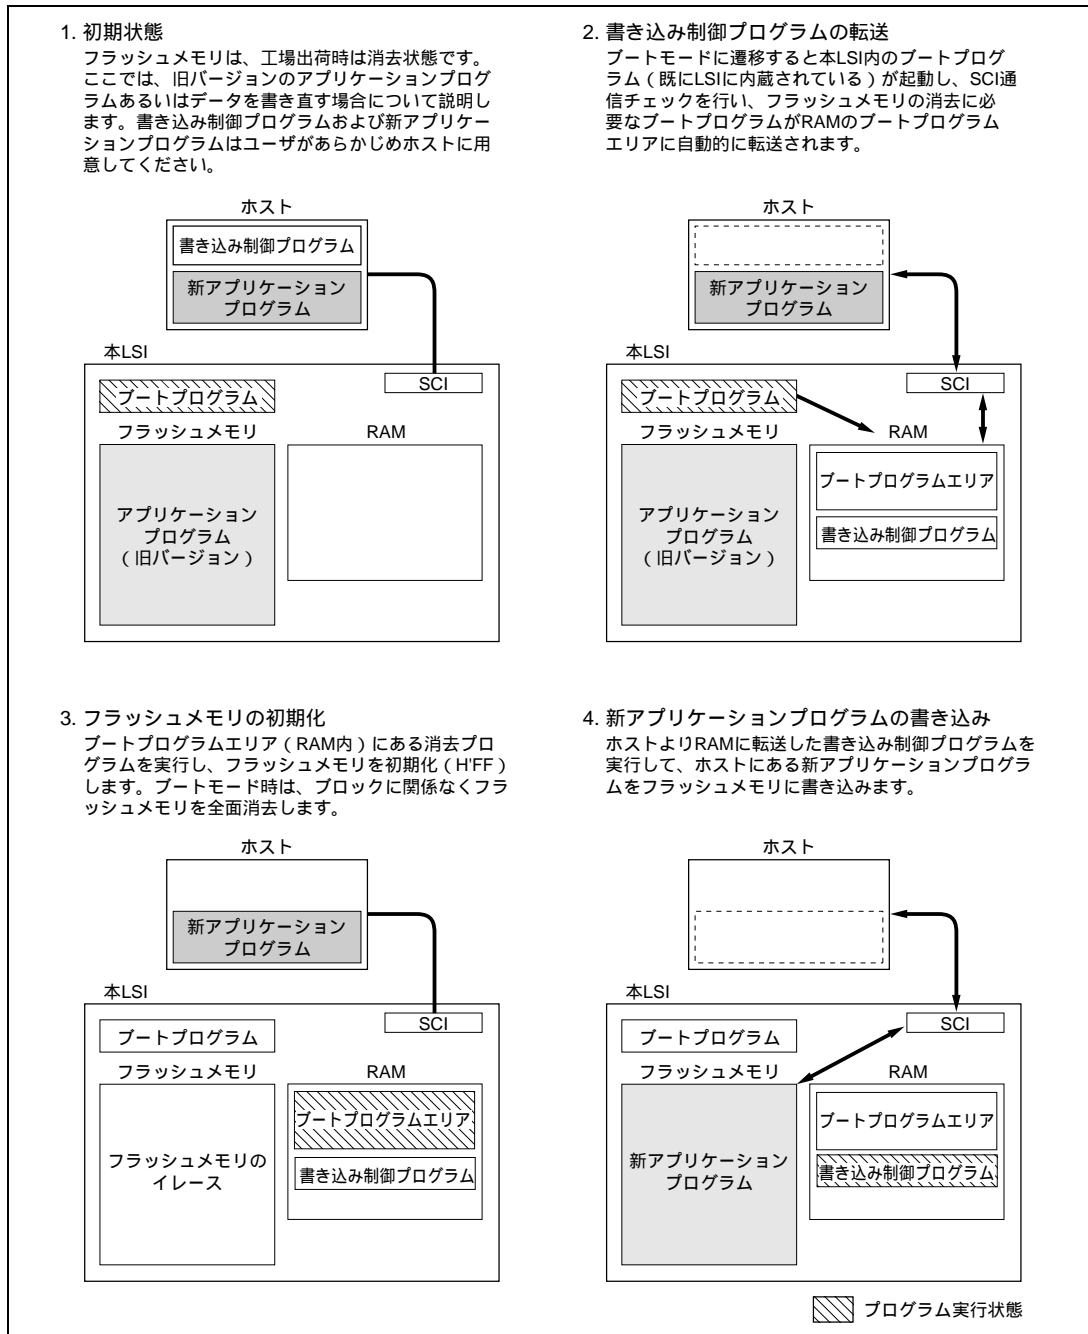 1. 初期状態
フラッシュメモリは、工場出荷時は消去状態です。
ここでは、旧バージョンのアプリケーションプログ
ラムあるいはデータを書き直す場合について説明し
ます。書き込み制御プログラムおよび新アプリケー
ションプログラムはユーザがあらかじめホストに用
意してください。
ホスト
書き込み制御プログラム
新アプリケーション
プログラム
本LSI
SCI
ブートプログラム
フラッシュメモリ
RAM
アプリケーション
プログラム
（旧バージョン）
2. 書き込み制御プログラムの転送
ブートモードに遷移すると本LSI内のブートプログ
ラム（既にLSIに内蔵されている）が起動し、SCI通
信チェックを行い、フラッシュメモリの消去に必
要なブートプログラムがRAMのブートプログラム
エリアに自動的に転送されます。
ホスト
新アプリケーション
プログラム
本LSI
SCI
ブートプログラム
フラッシュメモリ
RAM
ブートプログラムエリア
アプリケーション
プログラム
（旧バージョン）
書き込み制御プログラム
3. フラッシュメモリの初期化
ブートプログラムエリア（RAM内）にある消去プロ
グラムを実行し、フラッシュメモリを初期化（H'FF）
します。ブートモード時は、ブロックに関係なくフラ
ッシュメモリを全面消去します。
ホスト
新アプリケーション
プログラム
本LSI
SCI
ブートプログラム
フラッシュメモリ
RAM
ブートプログラムエリア
フラッシュメモリの
イレース
書き込み制御プログラム
4. 新アプリケーションプログラムの書き込み
ホストよりRAMに転送した書き込み制御プログラムを
実行して、ホストにある新アプリケーションプログラ
ムをフラッシュメモリに書き込みます。
ホスト
本LSI
SCI
ブートプログラム
フラッシュメモリ
RAM
ブートプログラムエリア
新アプリケーション
プログラム
書き込み制御プログラム
プログラム実行状態